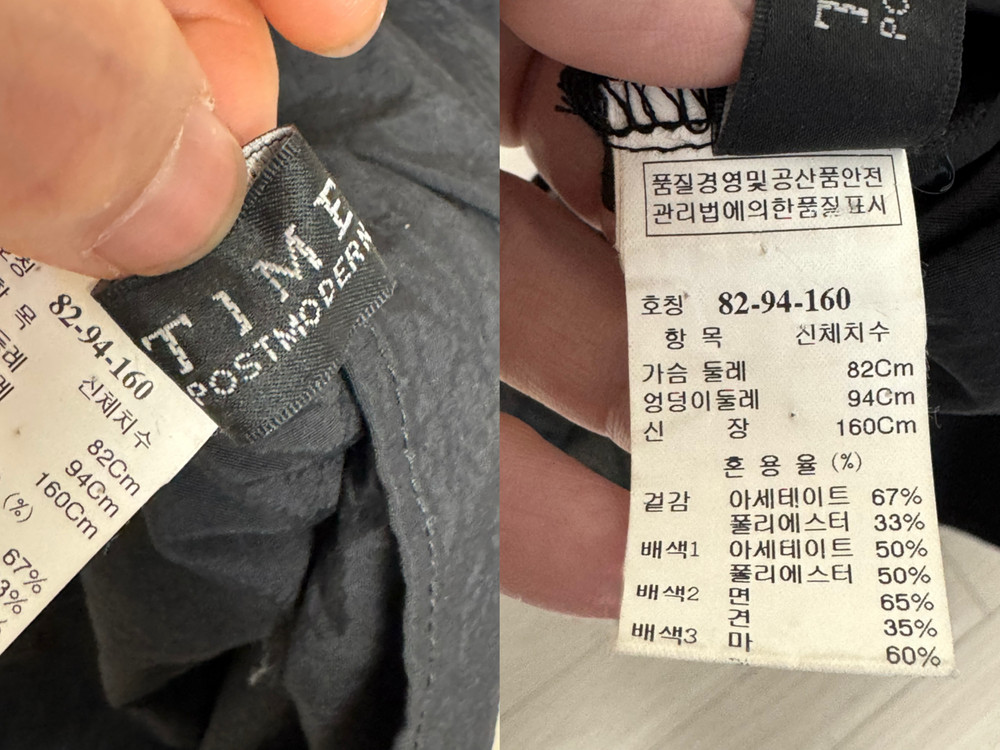 TIME
POSTMODERN
82-94-160
항 목
신체치수
82Cm
94Cm
160Cm
(%)
67%
3%
품질경영및공산품안전
관리법에의한품질표시
호칭 82-94-160
항 목 신체치수
가슴 둘레 82Cm
엉덩이둘레 94Cm
신 장 160Cm
혼 용 율 (%)
겉감 아세테이트 67%
폴리에스터 33%
배색1 아세테이트 50%
폴리에스터 50%
배색2 면 65%
견 35%
배색3 마 60%